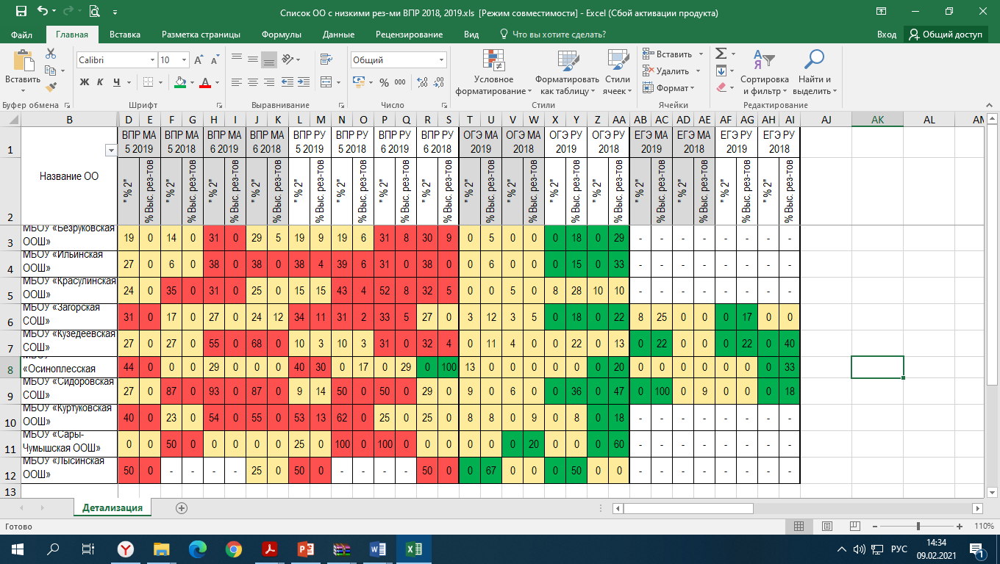 Список ОО с низкими рез-ми ВПР 2018, 2019.xls [Режим совместимости] - Excel (Сбой активации продукта)
Файл Главная Вставка Разметка страницы Формулы Данные Рецензирование Вид Что вы хотите сделать? Вход Общий доступ
Вставить
Calibri 10
Ж К Ч
Общий
% 000
Условное форматирование
Форматировать как таблицу
Стили ячеек
Вставить
Удалить
Формат
Сортировка и фильтр
Найти и выделить
Буфер обмена Шрифт Выравнивание Число Стили Ячейки Редактирование
B D E F G H I J K L M N O P Q R S T U V W X Y Z AA AB AC AD AE AF AG AH AI AJ AK AL AM
1 ВПР МА 5 2019 ВПР МА 5 2018 ВПР МА 6 2019 ВПР МА 6 2018 ВПР РУ 5 2019 ВПР РУ 5 2018 ВПР РУ 6 2019 ВПР РУ 6 2018 ОГЭ МА 2019 ОГЭ МА 2018 ОГЭ РУ 2019 ОГЭ РУ 2018 ЕГЭ МА 2019 ЕГЭ МА 2018 ЕГЭ РУ 2019 ЕГЭ РУ 2018
Название ОО
2 "% 2" % Выс. рез-тов "% 2" % Выс. рез-тов "% 2" % Выс. рез-тов "% 2" % Выс. рез-тов "% 2" % Выс. рез-тов "% 2" % Выс. рез-тов "% 2" % Выс. рез-тов "% 2" % Выс. рез-тов "% 2" % Выс. рез-тов "% 2" % Выс. рез-тов "% 2" % Выс. рез-тов "% 2" % Выс. рез-тов "% 2" % Выс. рез-тов "% 2" % Выс. рез-тов "% 2" % Выс. рез-тов "% 2" % Выс. рез-тов
3 МБОУ «Безруковская ООШ» 19 0 14 0 31 0 29 5 19 9 19 6 31 8 30 9 0 5 0 0 0 18 0 29 - - - - - - - -
4 МБОУ «Ильинская ООШ» 27 0 6 0 38 0 38 0 38 4 39 6 31 0 38 0 0 6 0 0 0 15 0 33 - - - - - - - -
5 МБОУ «Красулинская ООШ» 24 0 35 0 31 0 25 0 15 15 43 4 52 8 32 5 0 0 5 0 8 28 10 10 - - - - - - - -
6 МБОУ «Загорская СОШ» 31 0 17 0 27 0 24 12 34 11 31 2 33 5 27 0 3 12 3 5 0 18 0 22 8 25 0 0 0 17 0 0
7 МБОУ «Кузедеевская СОШ» 27 0 27 0 55 0 68 0 10 3 10 3 31 0 32 4 0 11 4 0 0 22 0 13 0 22 0 0 0 22 0 40
8 «Осиноплесская 44 0 0 0 29 0 0 0 40 30 0 17 0 29 0 100 13 0 0 0 0 0 0 20 0 0 0 0 0 0 0 33
9 МБОУ «Сидоровская СОШ» 27 0 87 0 93 0 87 0 9 14 50 0 50 0 29 0 9 0 6 0 0 36 0 47 0 100 0 9 0 0 0 18
10 МБОУ «Куртуковская ООШ» 40 0 23 0 54 0 55 0 53 13 62 0 25 0 25 0 8 8 0 9 0 8 0 18 - - - - - - - -
11 МБОУ «Сары-Чумышская ООШ» 0 0 50 0 0 0 0 0 25 0 100 0 100 0 0 0 0 0 0 20 0 0 0 60 - - - - - - - -
12 МБОУ «Лысинская ООШ» 50 0 - - - - 25 0 50 0 - - - - 50 0 0 67 0 0 0 50 0 0 - - - - - - - -
13
Детализация
Готово 110%
РУС 14:34
09.02.2021
1